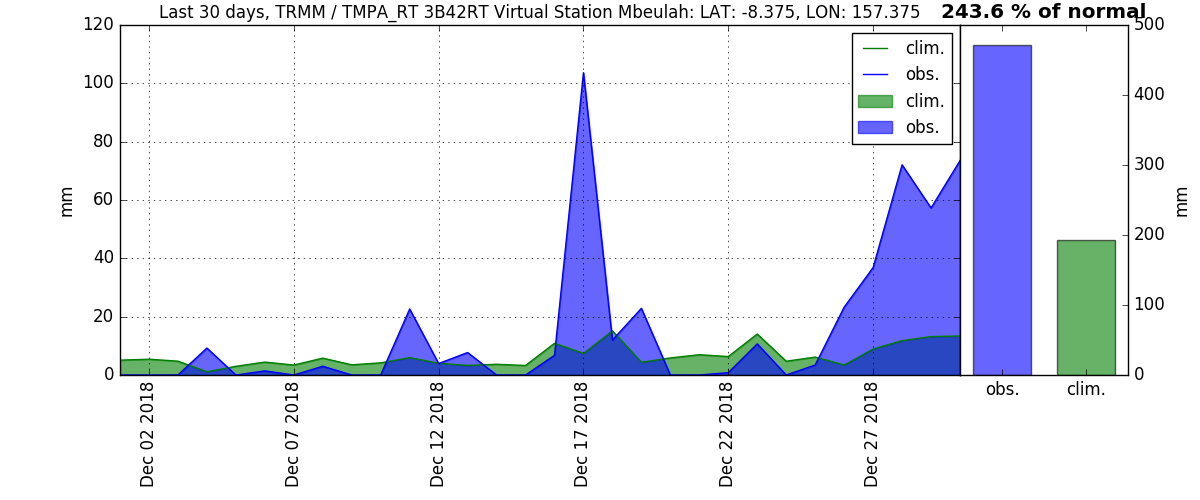 Last 30 days, TRMM / TMPA_RT 3B42RT Virtual Station Mbeulah: LAT: -8.375, LON: 157.375
243.6 % of normal
120
100
80
60
40
20
0
mm
clim.
obs.
clim.
obs.
500
400
300
200
100
0
mm
Dec 02 2018
Dec 07 2018
Dec 12 2018
Dec 17 2018
Dec 22 2018
Dec 27 2018
obs.
clim.